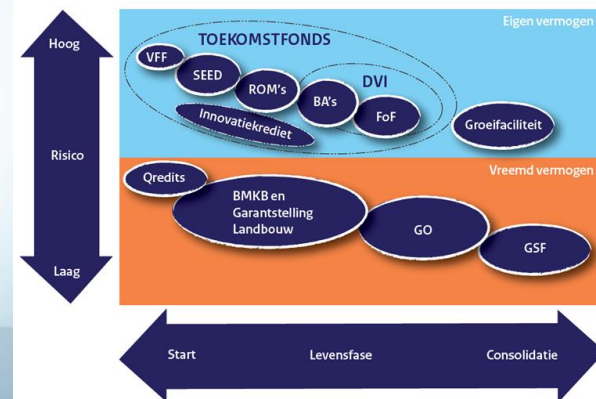 Hoog
Risico
Laag
Eigen vermogen
TOEKOMSTFONDS
VFF
SEED
ROM's
DVI
BA's
FoF
Innovatiekrediet
Groeifaciliteit
Vreemd vermogen
Qredits
BMKB en
Garantstelling
Landbouw
GO
GSF
Start
Levensfase
Consolidatie